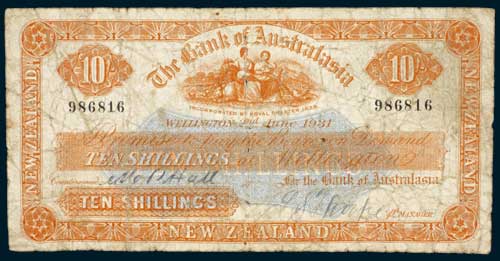 NEW ZEALAND
The Bank of Australasia
10/-
10/-
986816
986816
INCORPORATED BY ROYAL CHARTER 1835
WELLINGTON 2nd June 1931
Promise to pay the Bearer on Demand
TEN SHILLINGS at Wellington
For the Bank of Australasia
TEN-SHILLINGS
MANAGER
NEW ZEALAND
NEW ZEALAND